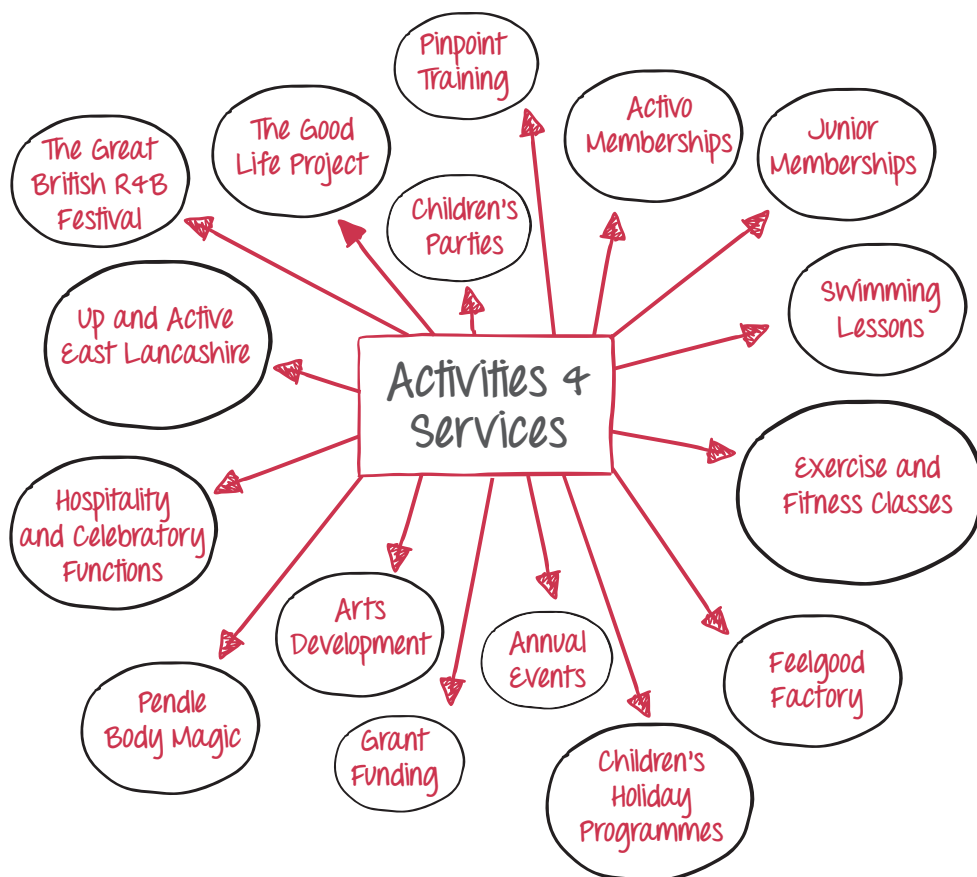 Pinpoint
Training
Activo
Memberships
Junior
Memberships
The Good
Life Project
The Great
British R&B
Festival
Children's
Parties
Swimming
Lessons
Up and Active
East Lancashire
Activities &
Services
Exercise and
Fitness Classes
Hospitality
and Celebratory
Functions
Arts
Development
Annual
Events
Feelgood
Factory
Pendle
Body Magic
Grant
Funding
Children's
Holiday
Programmes